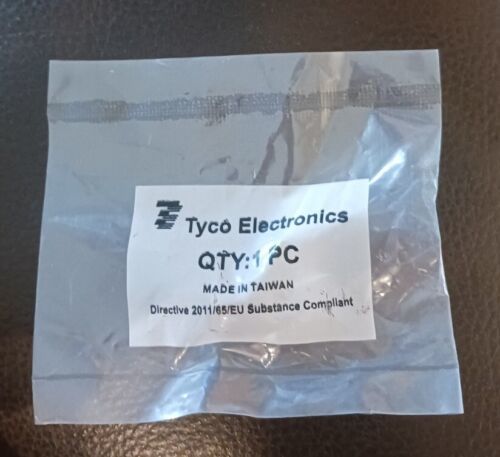 Tyco Electronics
QTY:1 PC
MADE IN TAIWAN
Directive 2011/65/EU Substance Compliant